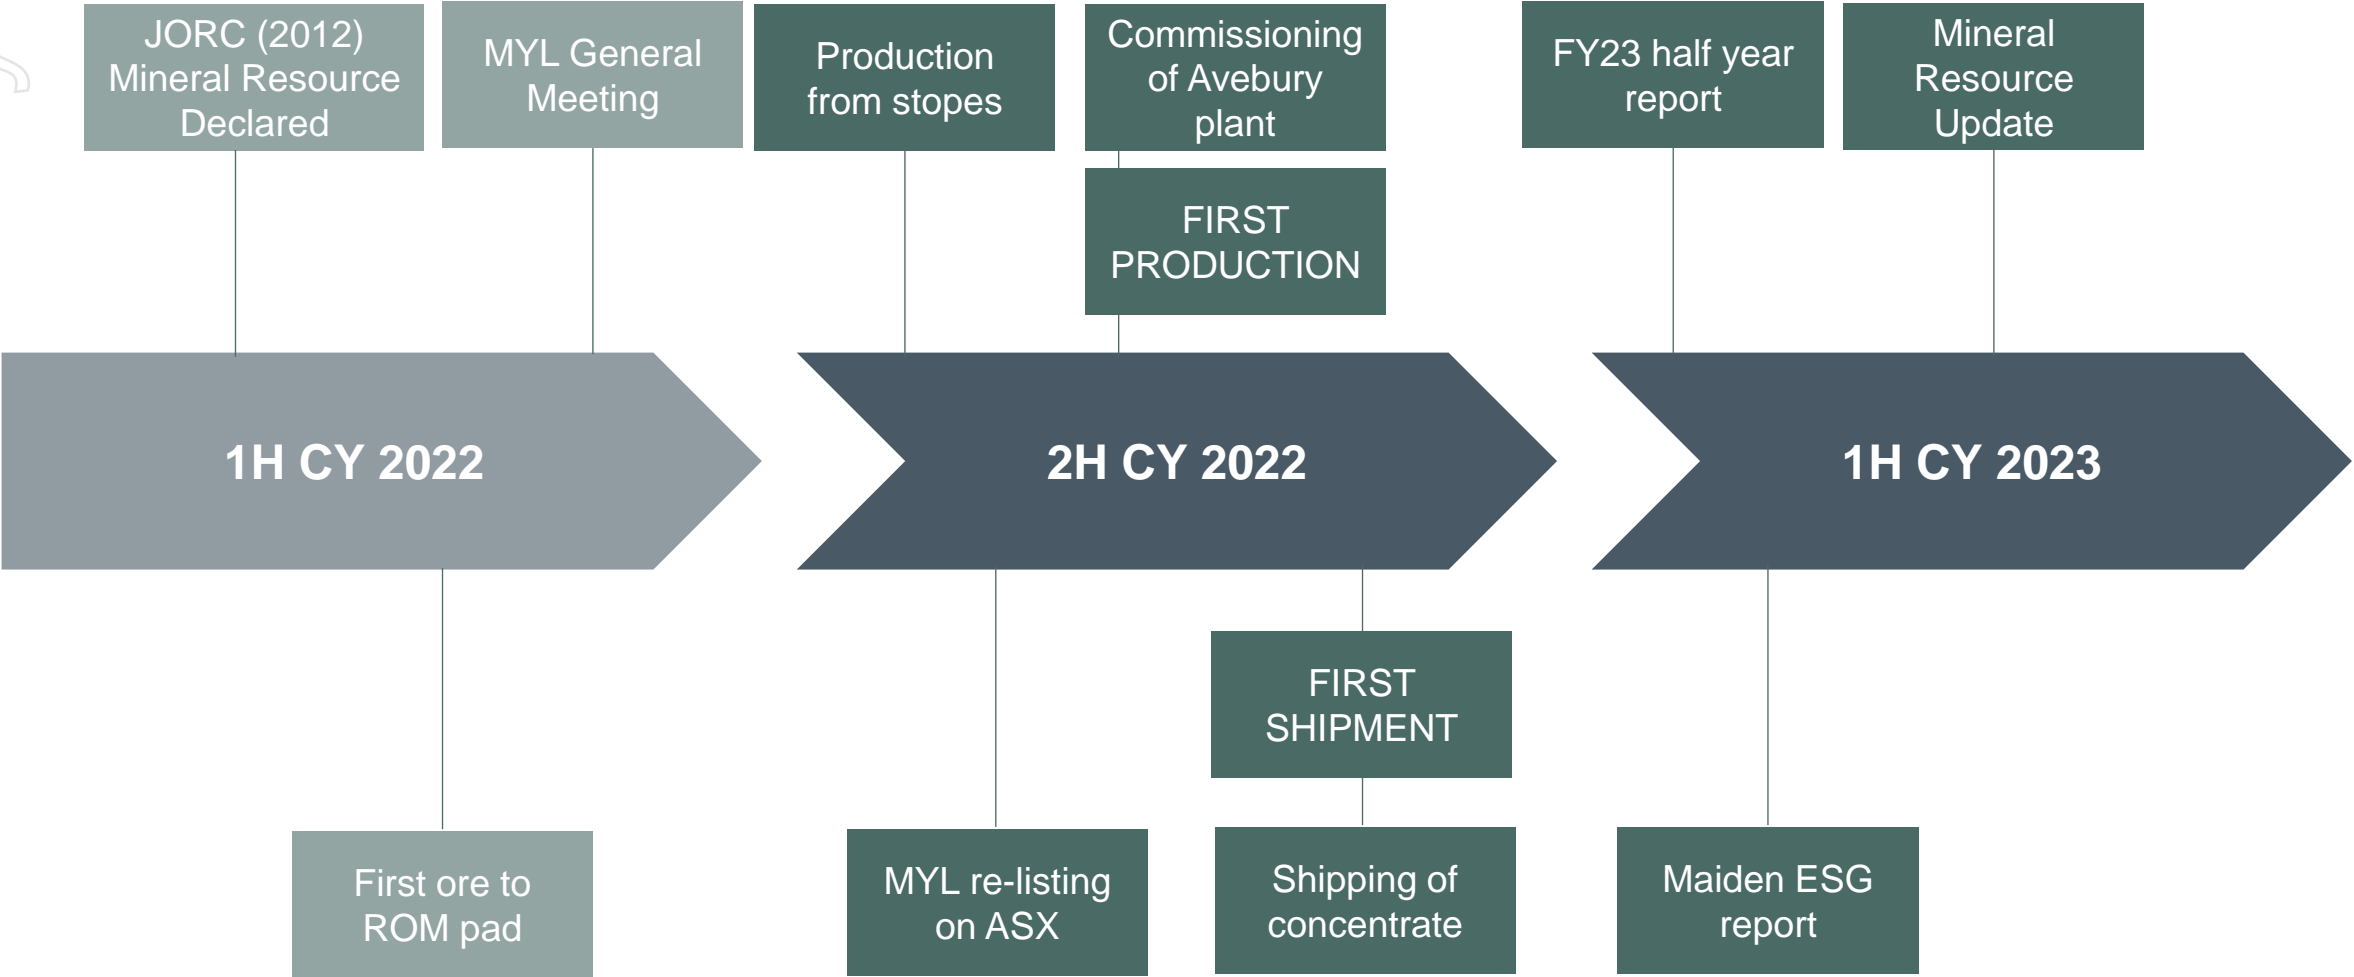 JORC (2012)
Mineral Resource
Declared
MYL General
Meeting
Production
from stopes
Commissioning
of Avebury
plant
FIRST
PRODUCTION
FY23 half year
report
Mineral
Resource
Update
1H CY 2022
2H CY 2022
1H CY 2023
First ore to
ROM pad
MYL re-listing
on ASX
FIRST
SHIPMENT
Shipping of
concentrate
Maiden ESG
report